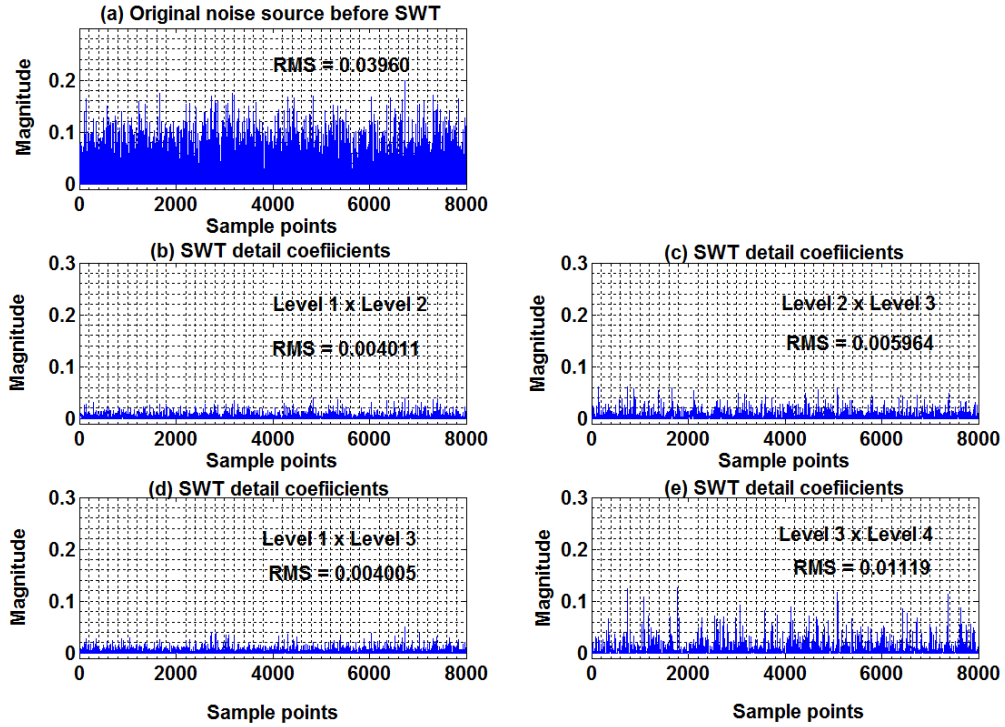 (a) Original noise source before SWT
RMS = 0.03960
Magnitude
0.2
0.1
0
0 2000 4000 6000 8000
Sample points
(b) SWT detail coefiicients
Level 1 x Level 2
RMS = 0.004011
Magnitude
0.3
0.2
0.1
0
0 2000 4000 6000 8000
Sample points
(c) SWT detail coefiicients
Level 2 x Level 3
RMS = 0.005964
Magnitude
0.3
0.2
0.1
0
0 2000 4000 6000 8000
Sample points
(d) SWT detail coefiicients
Level 1 x Level 3
RMS = 0.004005
Magnitude
0.3
0.2
0.1
0
0 2000 4000 6000 8000
Sample points
(e) SWT detail coefiicients
Level 3 x Level 4
RMS = 0.01119
Magnitude
0.3
0.2
0.1
0
0 2000 4000 6000 8000
Sample points